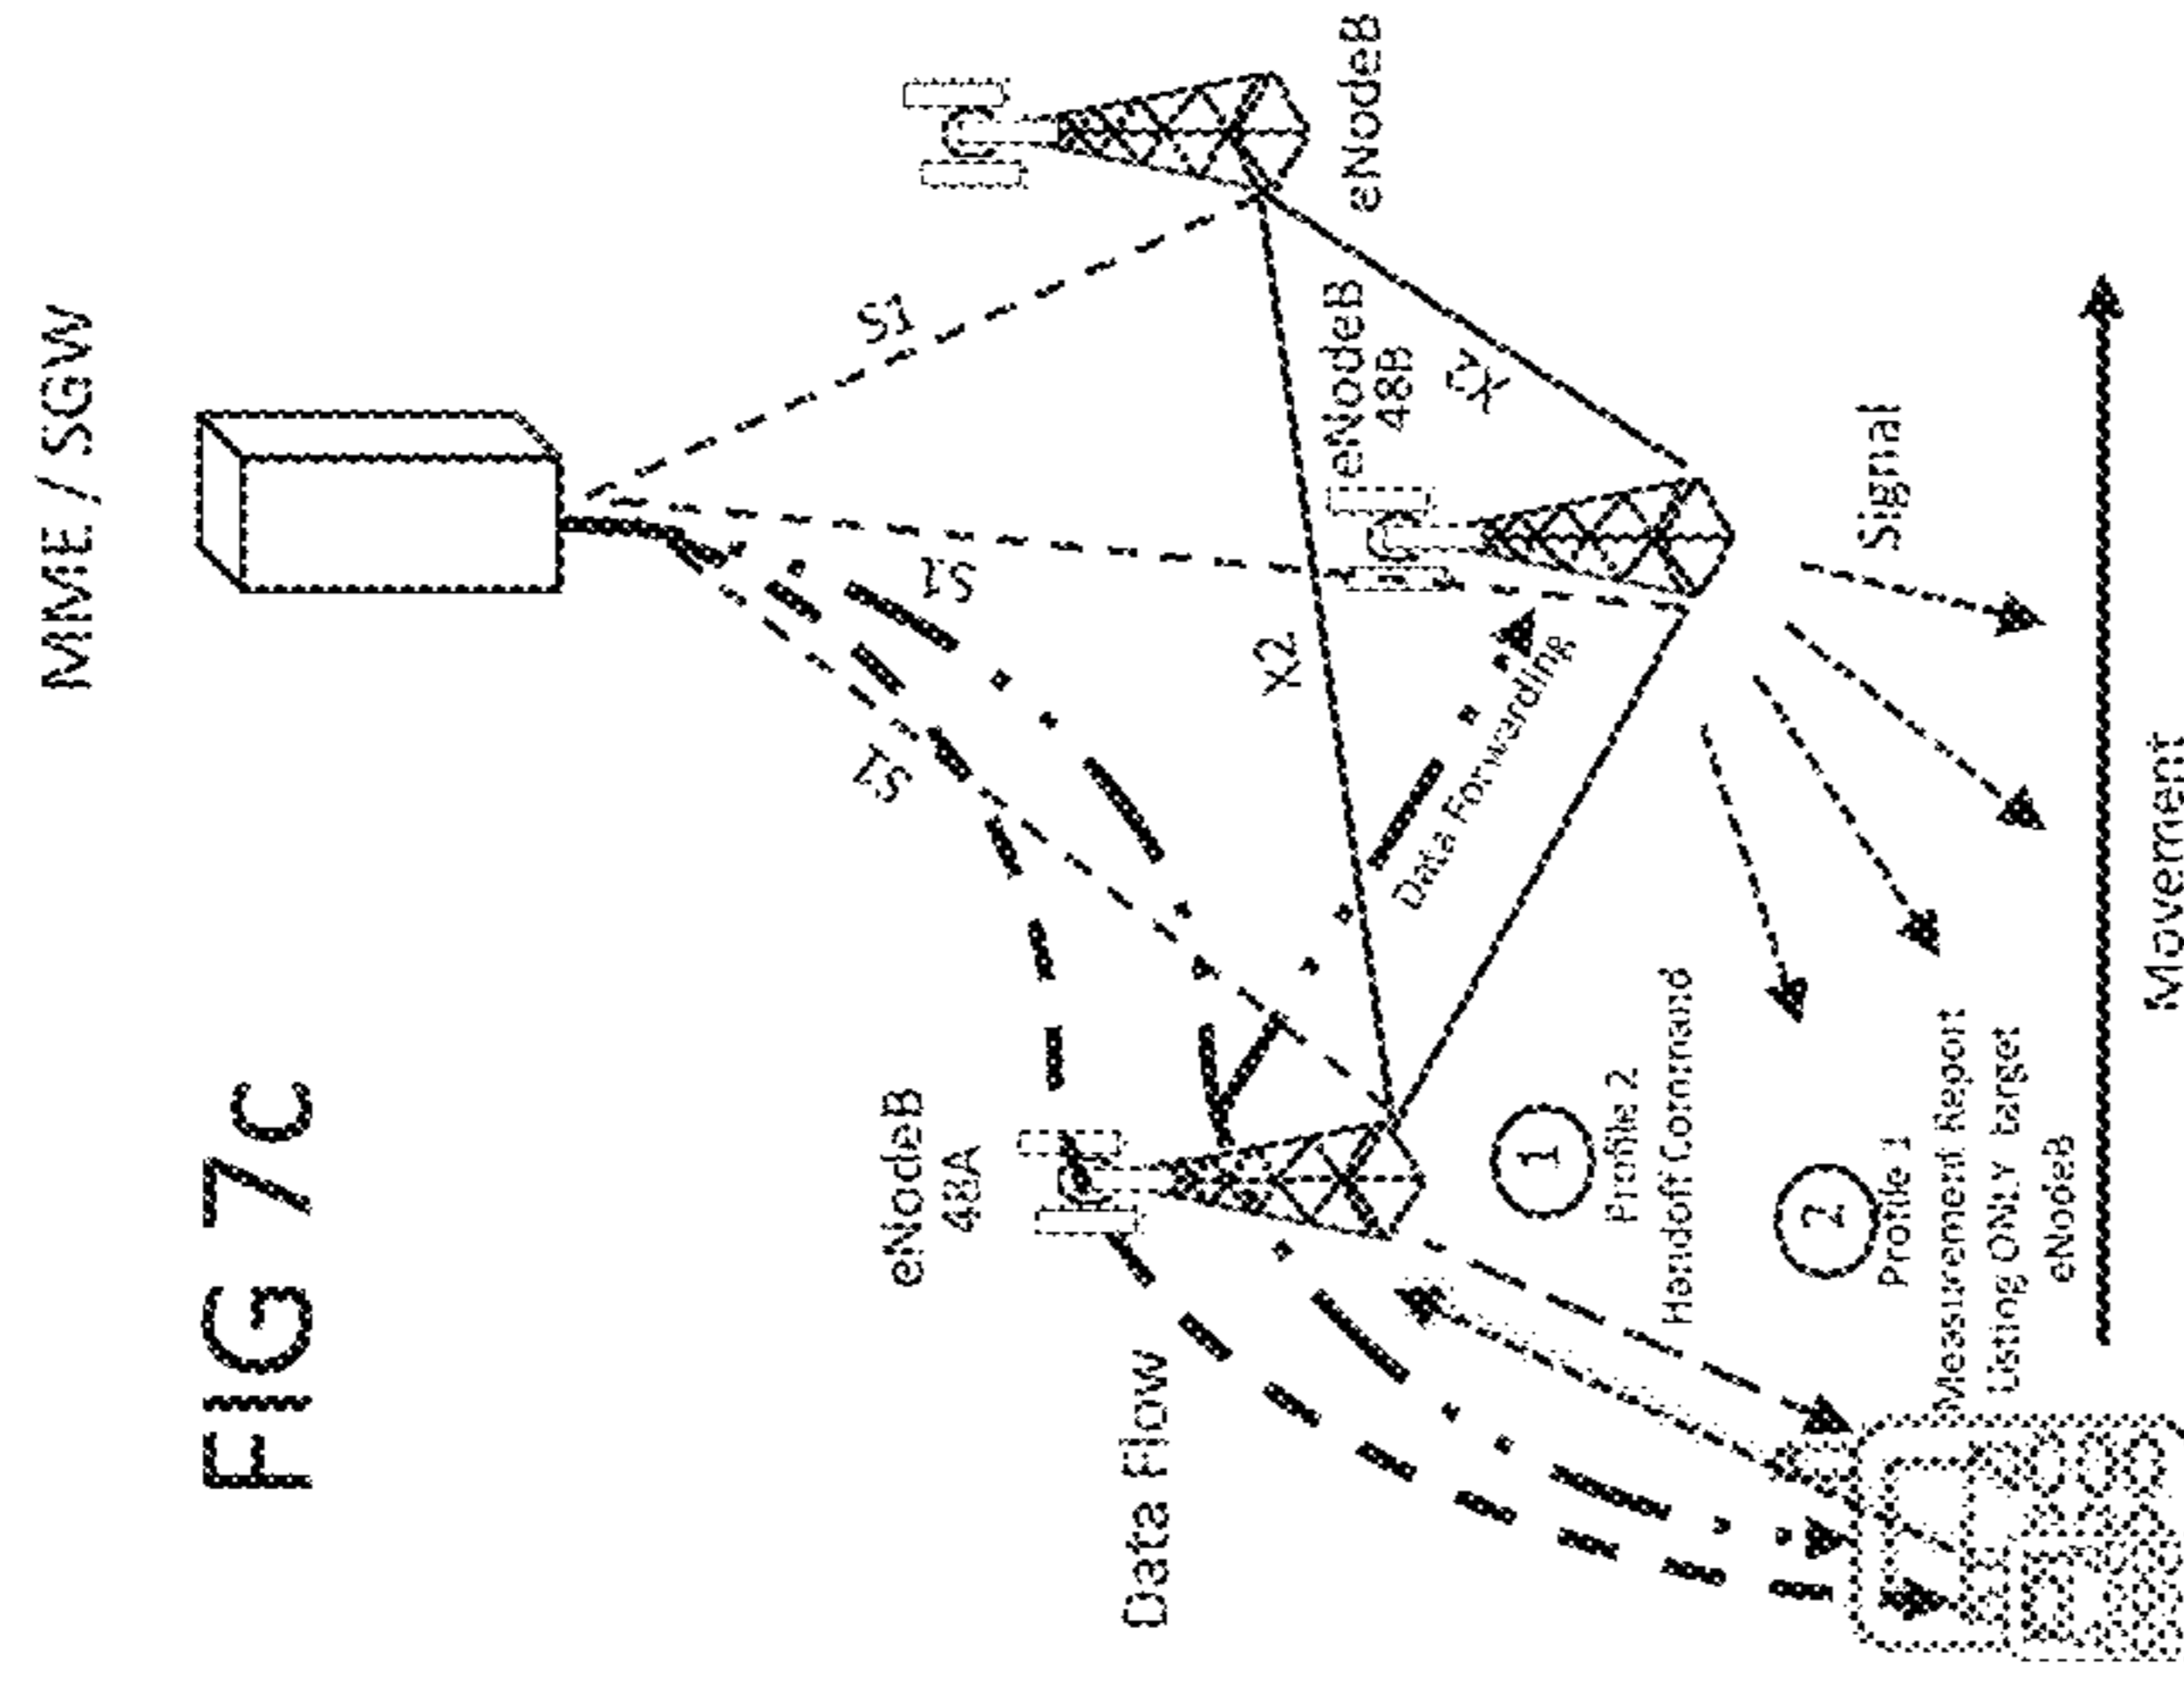 FIG 7C
MME / SGW
S1
S1
S1
eNodeB
48A
eNodeB
48B
eNodeB
X2
X2
Data Forwarding
Data Flow
Signal
1
Profile 2
Handoff Command
2
Profile 1
Measurement Report
Listing ONLY target
eNodeB
Movement